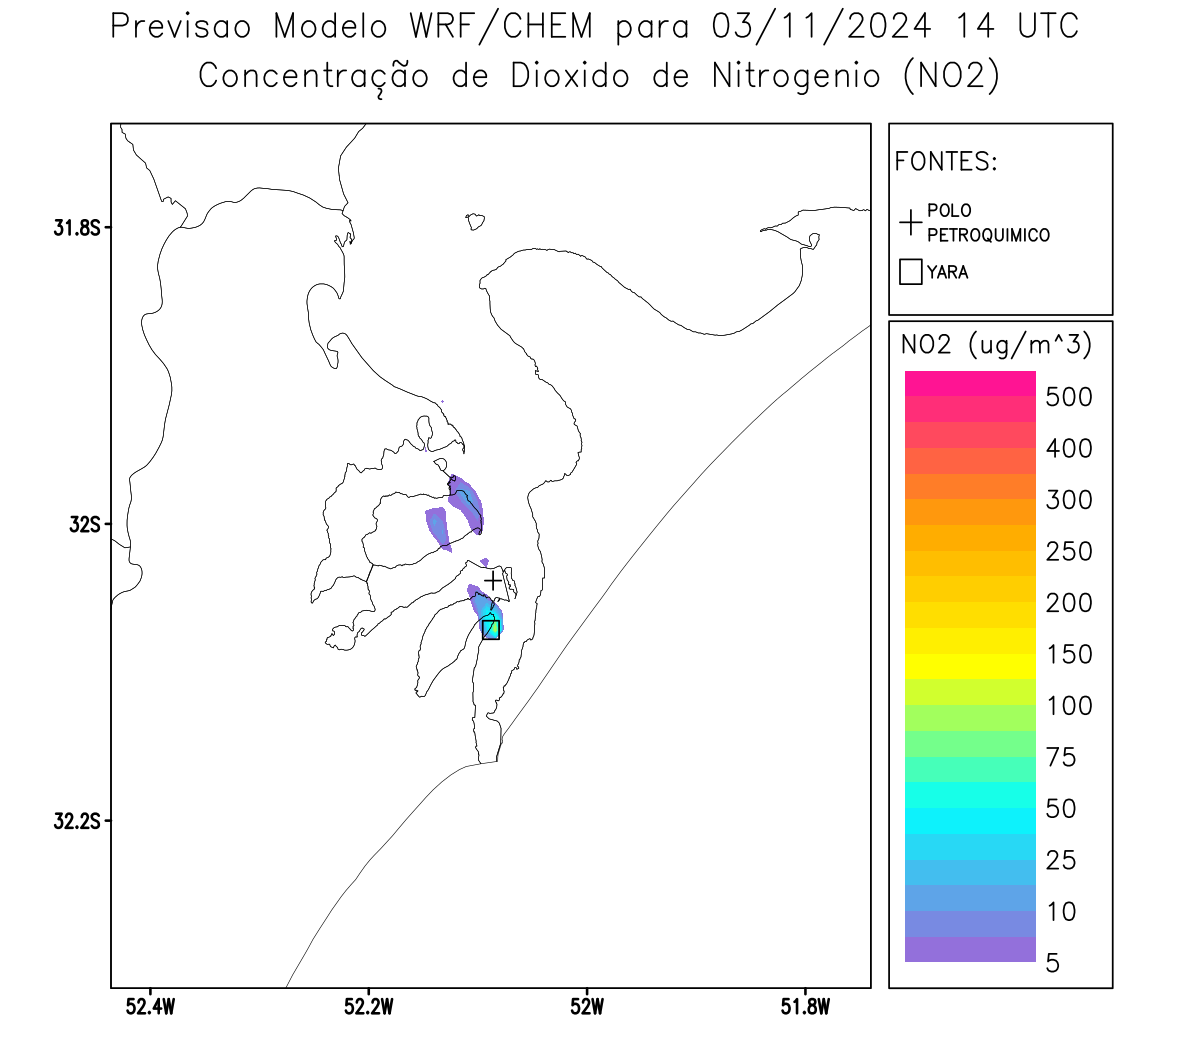 Previsao Modelo WRF/CHEM para 03/11/2024 14 UTC
Concentração de Dioxido de Nitrogenio (NO2)
FONTES:
POLO
PETROQUIMICO
YARA
31.8S
32S
32.2S
52.4W
52.2W
52W
51.8W
NO2 (ug/m^3)
500
400
300
250
200
150
100
75
50
25
10
5